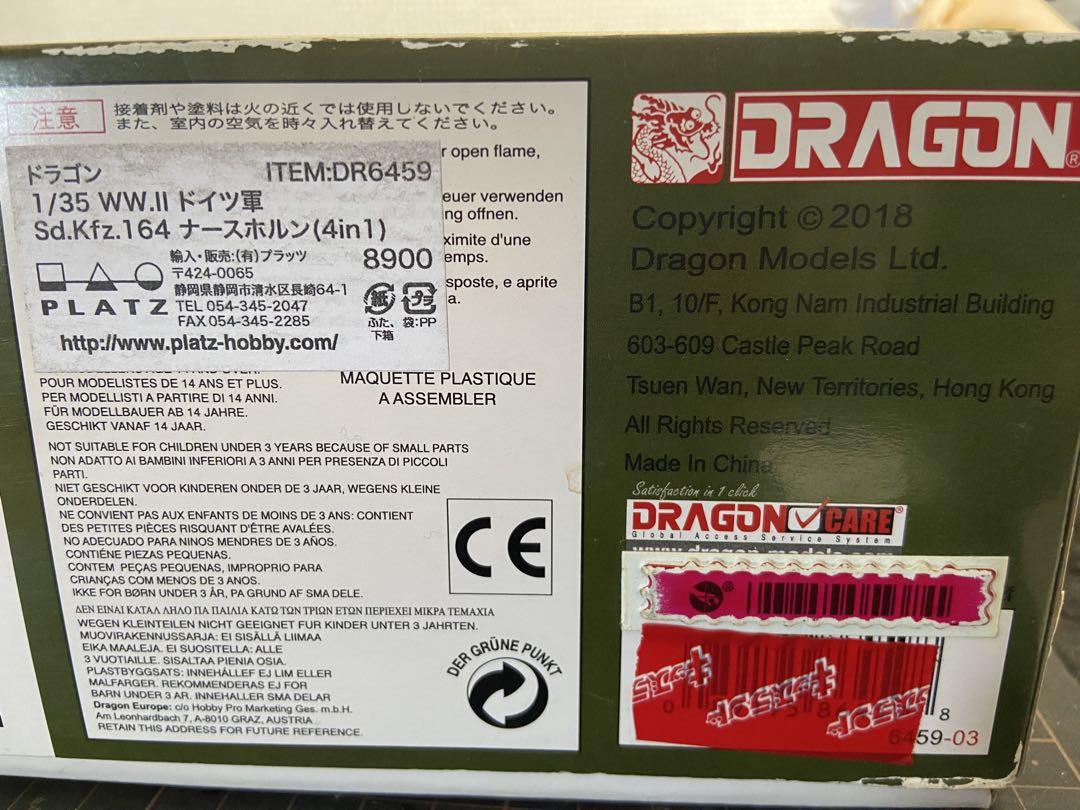 注意
接着剤や塗料は火の近くでは使用しないでください。
また、室内の空気を時々入れ替えてください。
ドラゴン ITEM:DR6459
1/35 WW.II ドイツ軍
Sd.Kfz.164 ナースホルン(4in1)
輸入・販売:(有)プラッツ 8900
〒424-0065
静岡県静岡市清水区長崎64-1
PLATZ TEL 054-345-2047
FAX 054-345-2285
紙 プラ
ふた、下箱 袋:PP
http://www.platz-hobby.com/
r open flame,
euer verwenden
ng offnen.
ximite d'une
emps.
sposte, e aprite
a.
POUR MODELISTES DE 14 ANS ET PLUS.
PER MODELLISTI A PARTIRE DI 14 ANNI.
FÜR MODELLBAUER AB 14 JAHRE.
GESCHIKT VANAF 14 JAAR.
MAQUETTE PLASTIQUE
A ASSEMBLER
NOT SUITABLE FOR CHILDREN UNDER 3 YEARS BECAUSE OF SMALL PARTS
NON ADATTO AI BAMBINI INFERIORI A 3 ANNI PER PRESENZA DI PICCOLI
PARTI.
NIET GESCHIKT VOOR KINDEREN ONDER DE 3 JAAR, WEGENS KLEINE
ONDERDELEN.
NE CONVIENT PAS AUX ENFANTS DE MOINS DE 3 ANS: CONTIENT
DES PETITES PIÈCES RISQUANT D'ÊTRE AVALÉES.
NO ADECUADO PARA NINOS MENDRES DE 3 AÑOS.
CONTIÉNE PIEZAS PEQUENAS.
CONTEM PEÇAS PEQUENAS, IMPROPRIO PARA
CRIANÇAS COM MENOS DE 3 ANOS.
IKKE FOR BØRN UNDER 3 ÅR, PA GRUND AF SMA DELE.
ΔΕΝ ΕΙΝΑΙ ΚΑΤΑΛ ΛΗΛΟ ΠΑ ΠΑΙΛΙΑ ΚΑΤΩ ΤΩΝ ΤΡΙΩΝ ΕΤΩΝ ΠΕΡΙΕΧΕΙ ΜΙΚΡΑ ΤΕΜΑΧΙΑ
WEGEN KLEINTEILEN NICHT GEEIGNET FUR KINDER UNTER 3 JAHRTEN.
MUOVIRAKENNUSSARJA: EI SISÄLLÄ LIIMAA
EIKA MAALEJA. EI SUOSITELLA: ALLE
3 VUOTIAILLE. SISALTAA PIENIA OSIA.
PLASTBYGGSATS: INNEHÅLLEF EJ LIM ELLER
MALFARGER. REKOMMENDERAS EJ FOR
BARN UNDER 3 AR. INNEHALLER SMA DELAR
Dragon Europe: c/o Hobby Pro Marketing Ges. m.b.H.
Am Leonhardbach 7, A-8010 GRAZ, AUSTRIA
RETAIN THIS ADDRESS FOR FUTURE REFERENCE.
CE
DER GRÜNE PUNKT
DRAGON®
Copyright © 2018
Dragon Models Ltd.
B1, 10/F, Kong Nam Industrial Building
603-609 Castle Peak Road
Tsuen Wan, New Territories, Hong Kong
All Rights Reserved
Made In China
Satisfaction in 1 click
DRAGON CARE®
Global Access Service System
8
6459-03